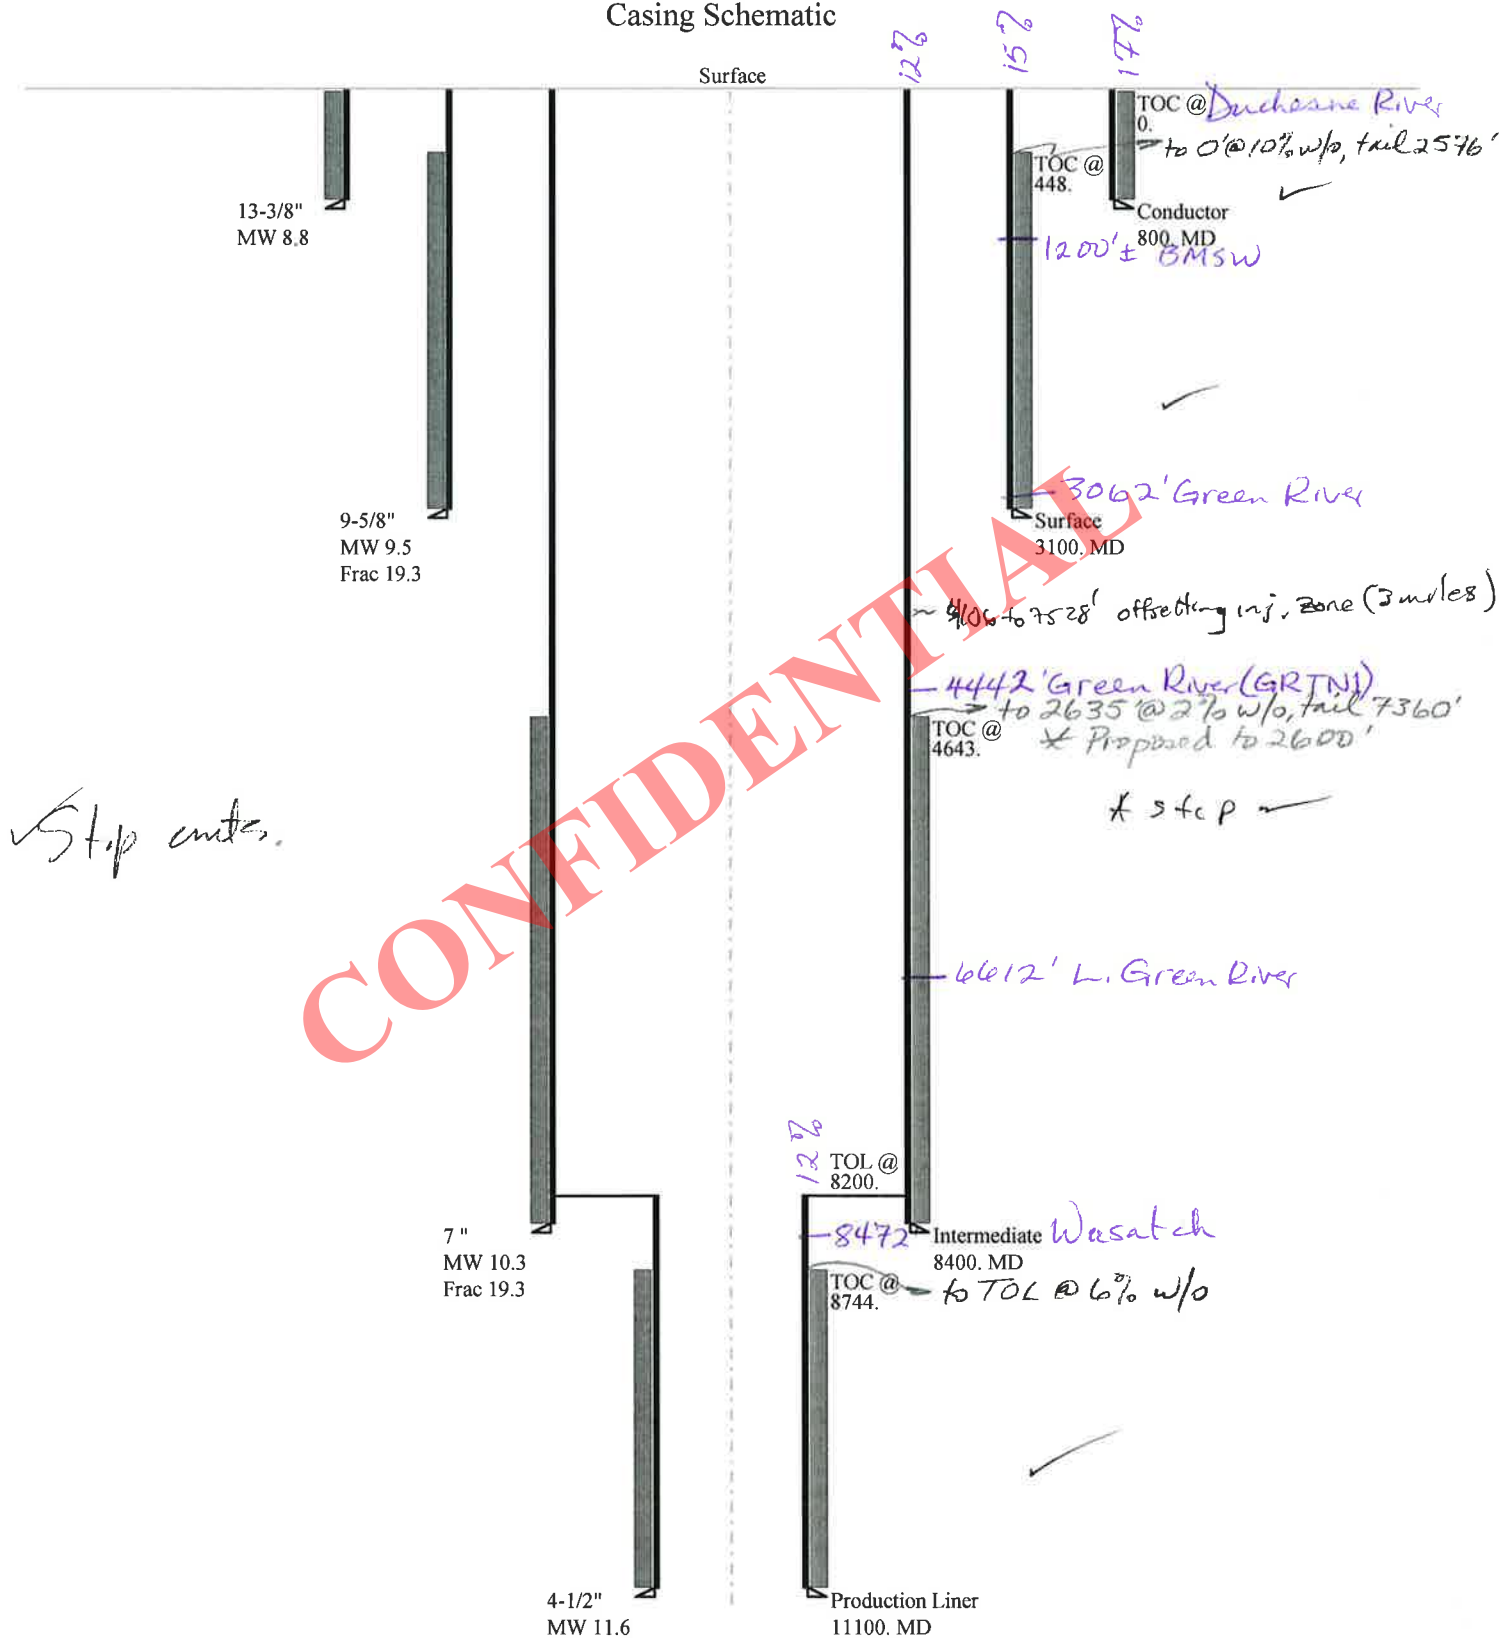 Casing Schematic
12%
15%
17%
Surface
TOC @
0.
Duchesne River
to 0' @ 10% w/o, tail 2576'
TOC @
448.
13-3/8"
MW 8.8
Conductor
800. MD
1200'± BMSW
3062' Green River
9-5/8"
MW 9.5
Frac 19.3
Surface
3100. MD
to 7528' offsetting inj. zone (3 miles)
4442' Green River (GRTN1)
to 2635' @ 2% w/o, tail 7360'
* Proposed to 2600'
TOC @
4643.
* stop
Stip
CONFIDENTIAL
6612' L. Green River
12%
TOL @
8200.
7 "
MW 10.3
Frac 19.3
8472 Wasatch
Intermediate
8400. MD
TOC @
8744.
to TOL @ 6% w/o
4-1/2"
MW 11.6
Production Liner
11100. MD